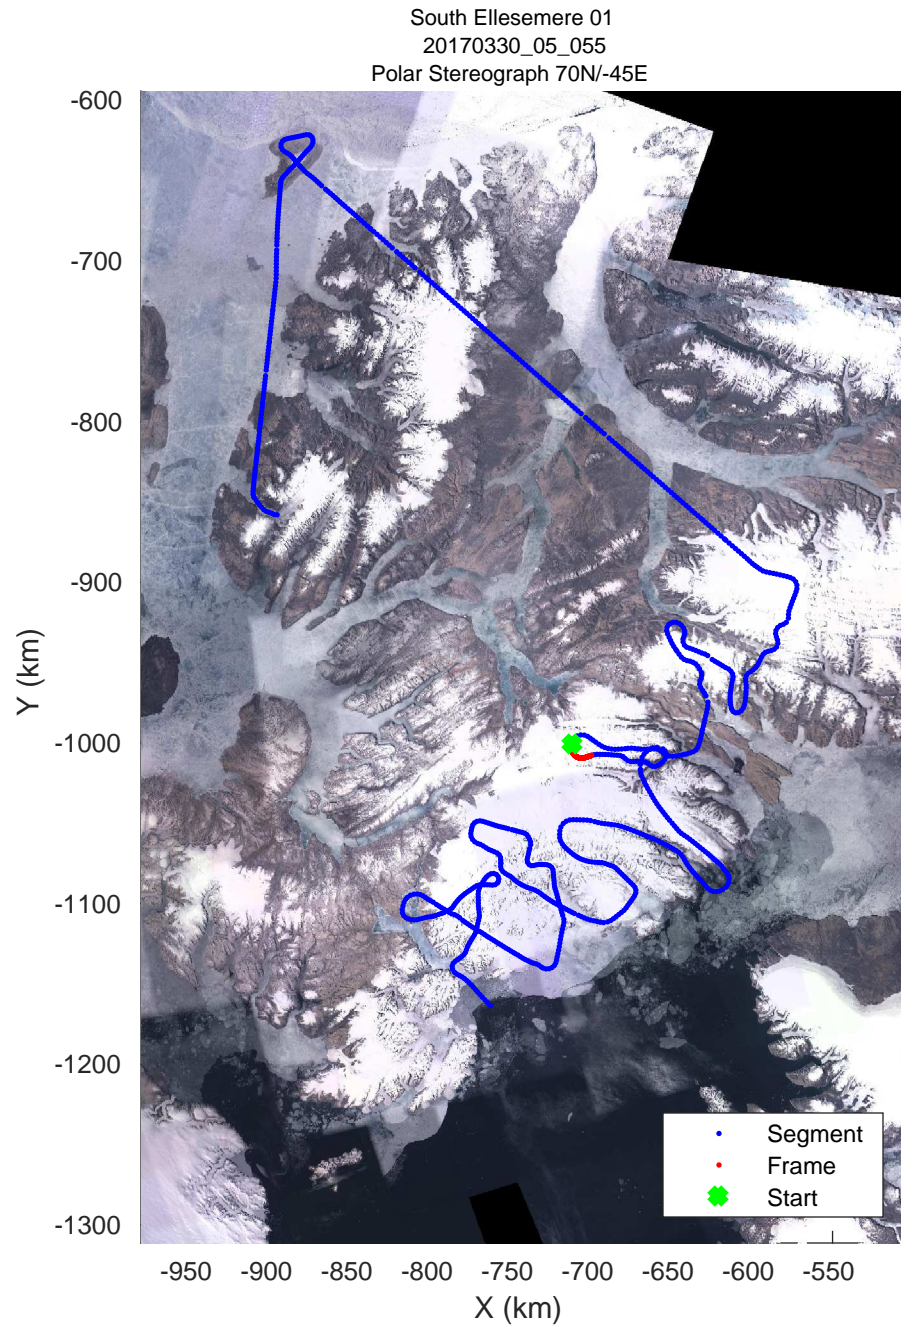 South Ellesemere 01
20170330_05_055
Polar Stereograph 70N/-45E
-600
-700
-800
-900
-1000
-1100
-1200
-1300
Y (km)
-950 -900 -850 -800 -750 -700 -650 -600 -550
X (km)
Segment
Frame
Start